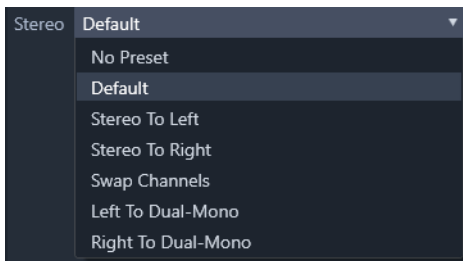 Stereo Default
No Preset
Default
Stereo To Left
Stereo To Right
Swap Channels
Left To Dual-Mono
Right To Dual-Mono